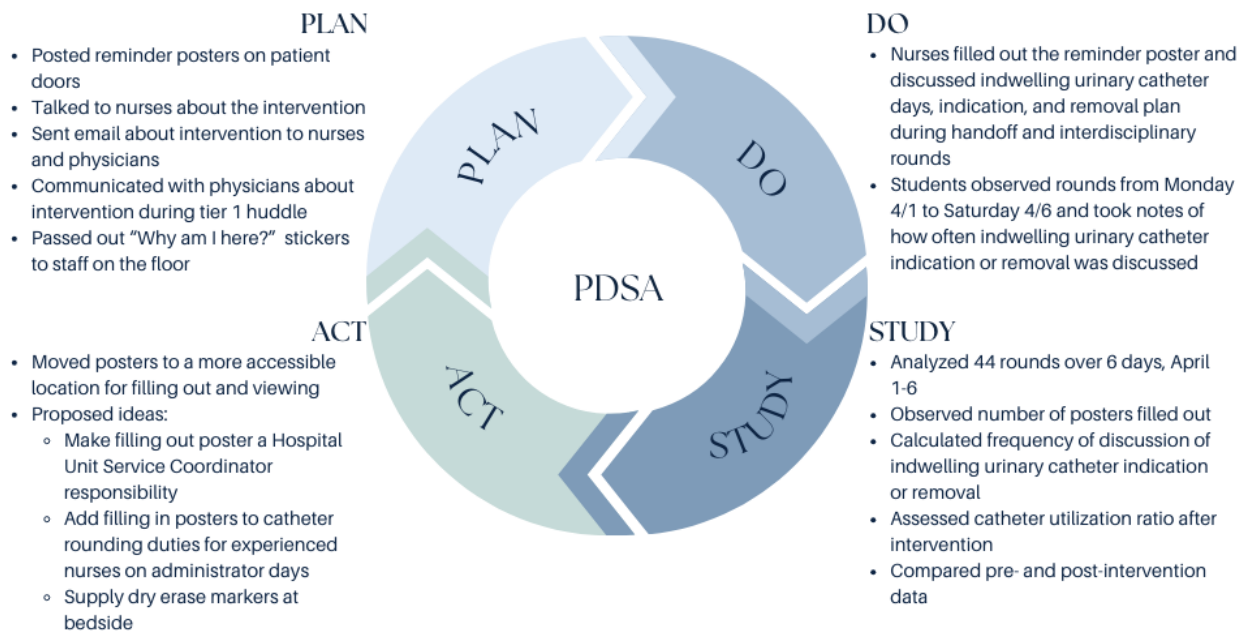 PLAN
• Posted reminder posters on patient
doors
• Talked to nurses about the intervention
• Sent email about intervention to nurses
and physicians
• Communicated with physicians about
intervention during tier 1 huddle
• Passed out “Why am I here?” stickers
to staff on the floor
DO
• Nurses filled out the reminder poster and
discussed indwelling urinary catheter
days, indication, and removal plan
during handoff and interdisciplinary
rounds
• Students observed rounds from Monday
4/1 to Saturday 4/6 and took notes of
how often indwelling urinary catheter
indication or removal was discussed
PLAN
DO
PDSA
ACT
STUDY
ACT
• Moved posters to a more accessible
location for filling out and viewing
• Proposed ideas:
◦ Make filling out poster a Hospital
Unit Service Coordinator
responsibility
◦ Add filling in posters to catheter
rounding duties for experienced
nurses on administrator days
◦ Supply dry erase markers at
bedside
STUDY
• Analyzed 44 rounds over 6 days, April
1-6
• Observed number of posters filled out
• Calculated frequency of discussion of
indwelling urinary catheter indication
or removal
• Assessed catheter utilization ratio after
intervention
• Compared pre- and post-intervention
data